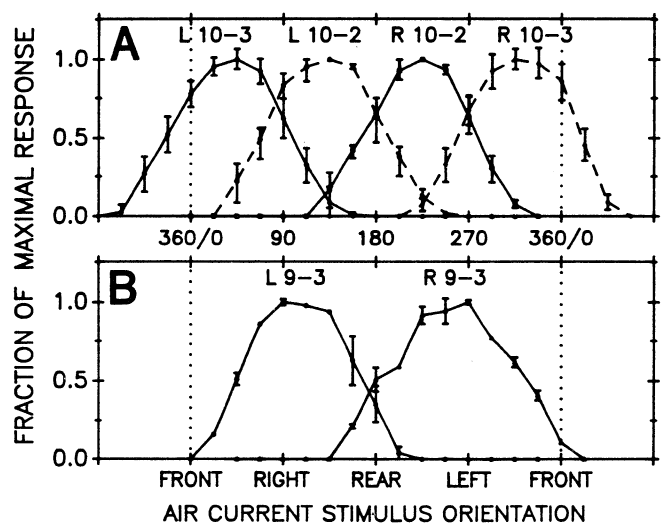 A
L 10-3 L 10-2 R 10-2 R 10-3
1.0
0.5
0.0
360/0 90 180 270 360/0
B
L 9-3 R 9-3
1.0
0.5
0.0
FRONT RIGHT REAR LEFT FRONT
AIR CURRENT STIMULUS ORIENTATION
FRACTION OF MAXIMAL RESPONSE